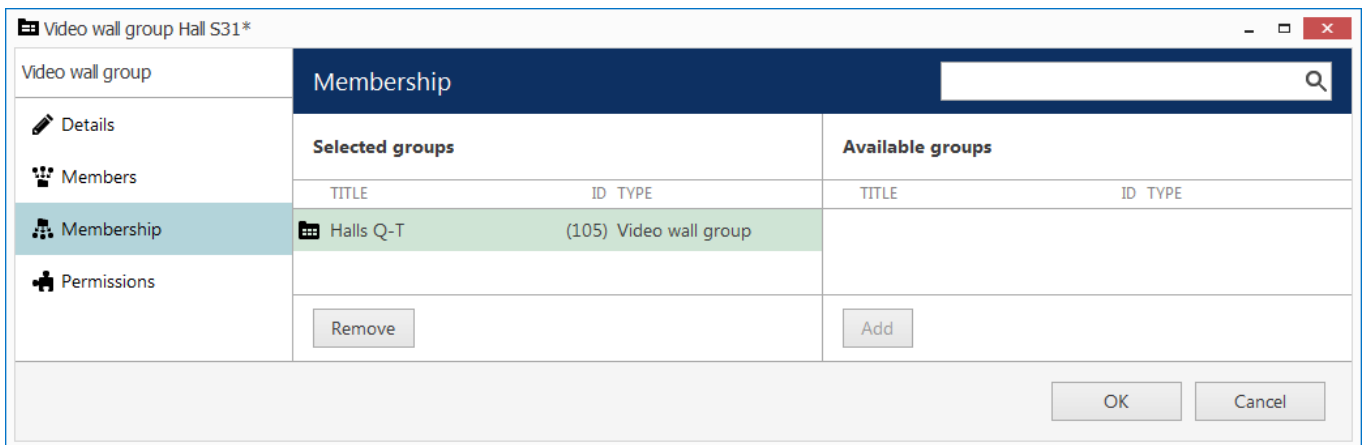 Video wall group Hall S31*
Video wall group
Details
Members
Membership
Permissions
Membership
Selected groups
TITLE ID TYPE
Halls Q-T (105) Video wall group
Remove
Available groups
TITLE ID TYPE
Add
OK Cancel